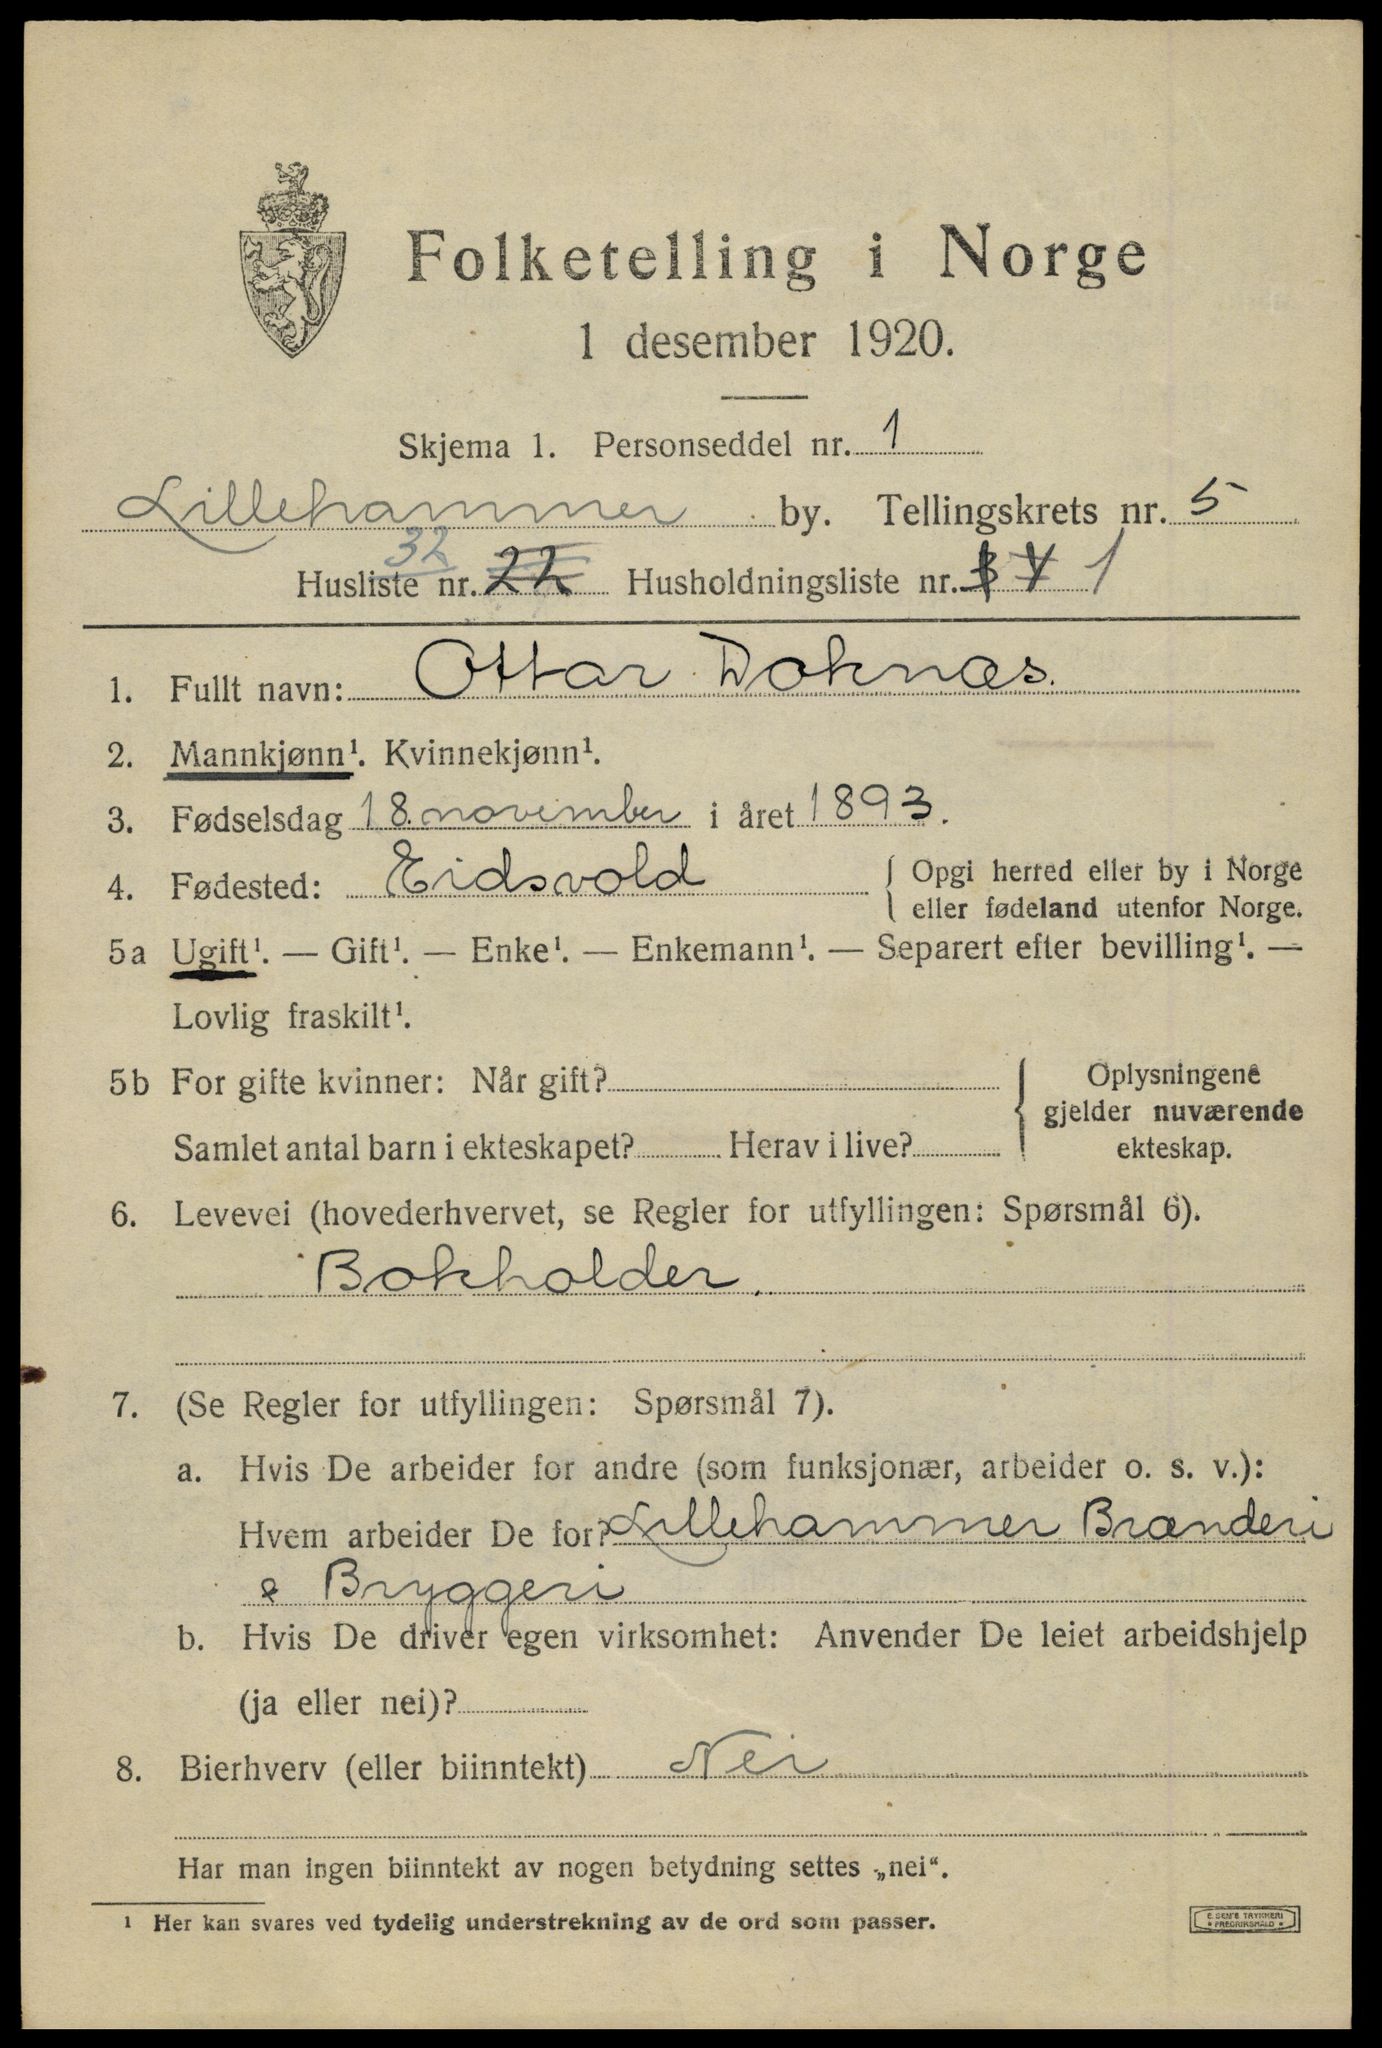 Folketelling i Norge
1 desember 1920.
Skjema 1. Personseddel nr. 1
Lillehammer by. Tellingskrets nr. 5
32
Husliste nr. 22 Husholdningsliste nr. 1
1. Fullt navn: Ottar Doknæs.
2. Mannkjønn¹. Kvinnekjønn¹.
3. Fødselsdag 18. november i året 1893.
4. Fødested: Eidsvold { Opgi herred eller by i Norge
eller fødeland utenfor Norge.
5a Ugift¹. — Gift¹. — Enke¹. — Enkemann¹. — Separert efter bevilling¹. —
Lovlig fraskilt¹.
5b For gifte kvinner: Når gift? { Oplysningene
gjelder nuværende
Samlet antal barn i ekteskapet? Herav i live? ekteskap.
6. Levevei (hovederhvervet, se Regler for utfyllingen: Spørsmål 6).
Bokholder.
7. (Se Regler for utfyllingen: Spørsmål 7).
a. Hvis De arbeider for andre (som funksjonær, arbeider o. s. v.):
Hvem arbeider De for? Lillehammer Brænderi
& Bryggeri
b. Hvis De driver egen virksomhet: Anvender De leiet arbeidshjelp
(ja eller nei)?
8. Bierhverv (eller biinntekt) Nei
Har man ingen biinntekt av nogen betydning settes „nei“.
¹ Her kan svares ved tydelig understrekning av de ord som passer.
E. SEM'S TRYKKERI
* FREDRIKSHALD *